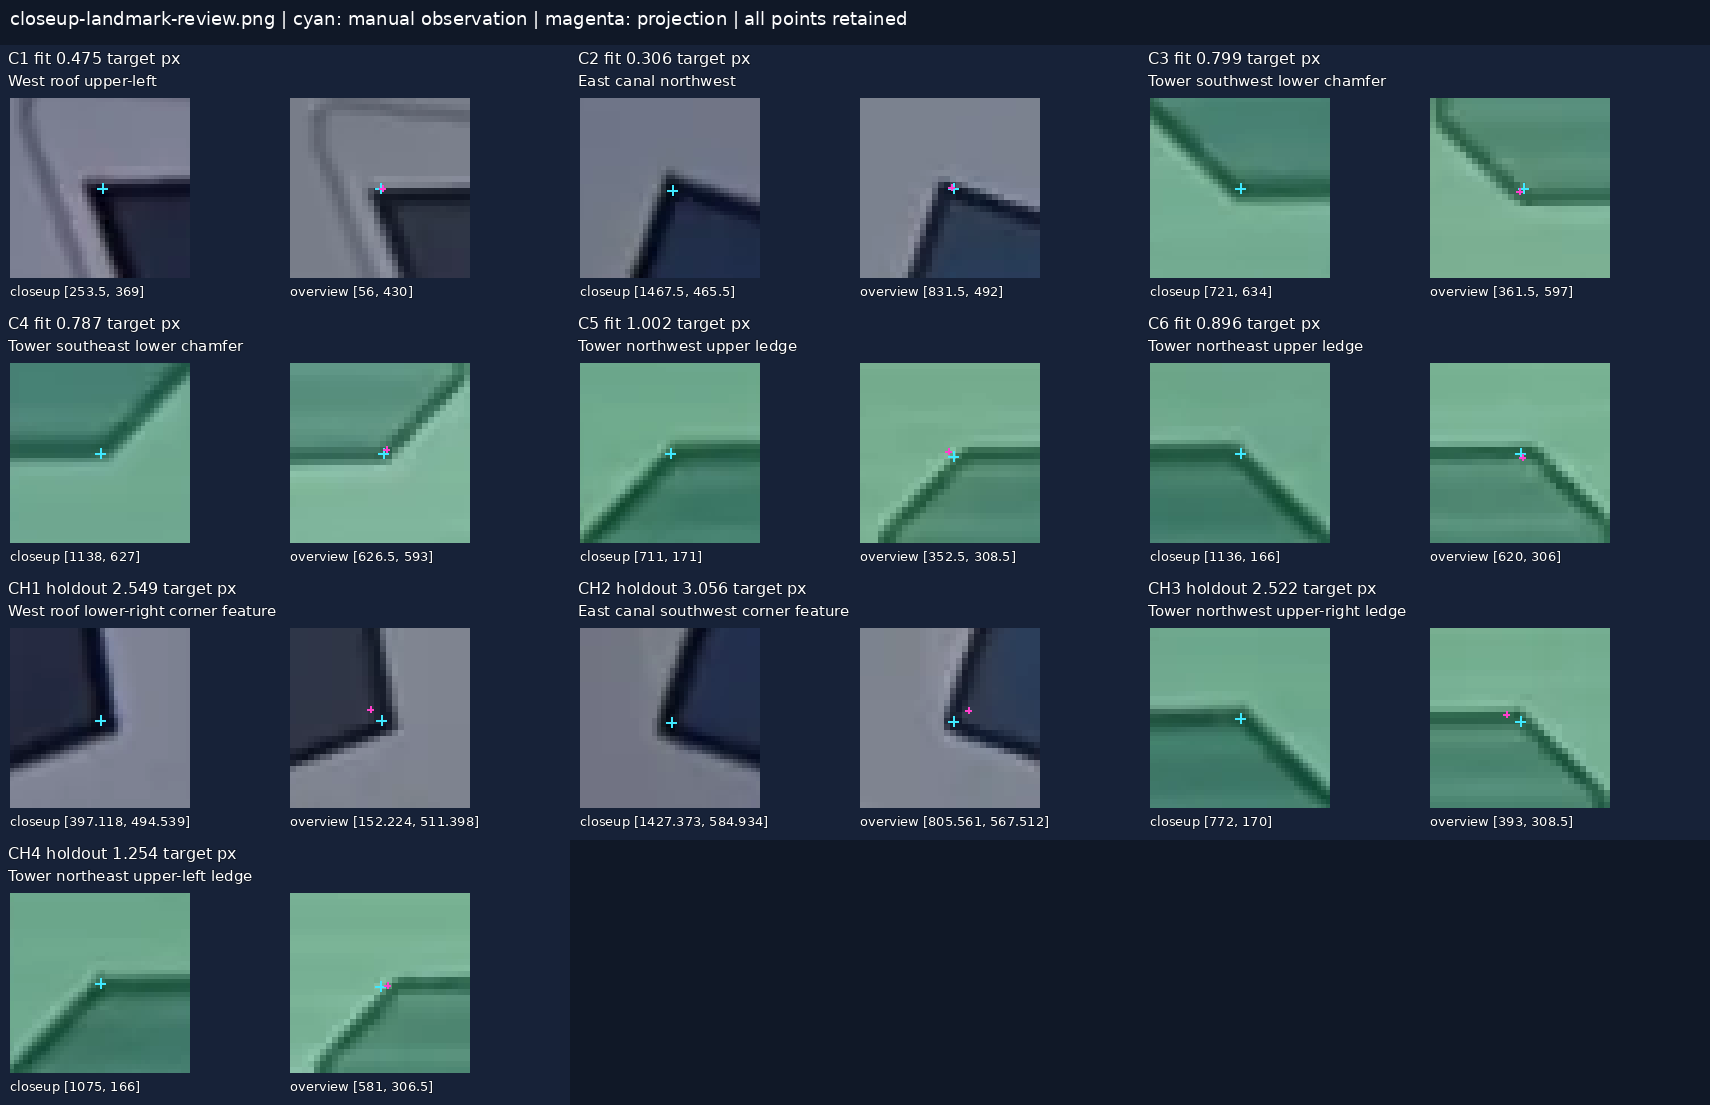 closeup-landmark-review.png | cyan: manual observation | magenta: projection | all points retained
C1 fit 0.475 target px
West roof upper-left
closeup [253.5, 369]
overview [56, 430]
C2 fit 0.306 target px
East canal northwest
closeup [1467.5, 465.5]
overview [831.5, 492]
C3 fit 0.799 target px
Tower southwest lower chamfer
closeup [721, 634]
overview [361.5, 597]
C4 fit 0.787 target px
Tower southeast lower chamfer
closeup [1138, 627]
overview [626.5, 593]
C5 fit 1.002 target px
Tower northwest upper ledge
closeup [711, 171]
overview [352.5, 308.5]
C6 fit 0.896 target px
Tower northeast upper ledge
closeup [1136, 166]
overview [620, 306]
CH1 holdout 2.549 target px
West roof lower-right corner feature
closeup [397.118, 494.539]
overview [152.224, 511.398]
CH2 holdout 3.056 target px
East canal southwest corner feature
closeup [1427.373, 584.934]
overview [805.561, 567.512]
CH3 holdout 2.522 target px
Tower northwest upper-right ledge
closeup [772, 170]
overview [393, 308.5]
CH4 holdout 1.254 target px
Tower northeast upper-left ledge
closeup [1075, 166]
overview [581, 306.5]